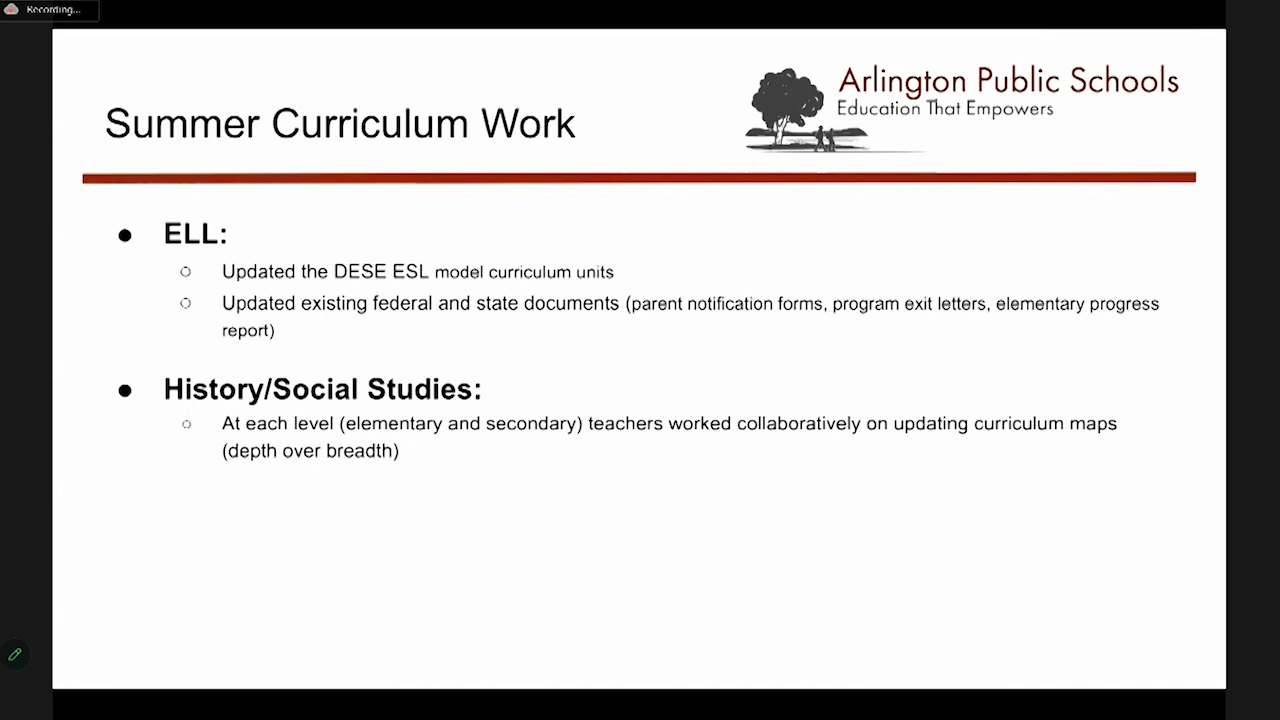 Recording...
Arlington Public Schools
Education That Empowers
Summer Curriculum Work
● ELL:
○ Updated the DESE ESL model curriculum units
○ Updated existing federal and state documents (parent notification forms, program exit letters, elementary progress
report)
● History/Social Studies:
○ At each level (elementary and secondary) teachers worked collaboratively on updating curriculum maps
(depth over breadth)